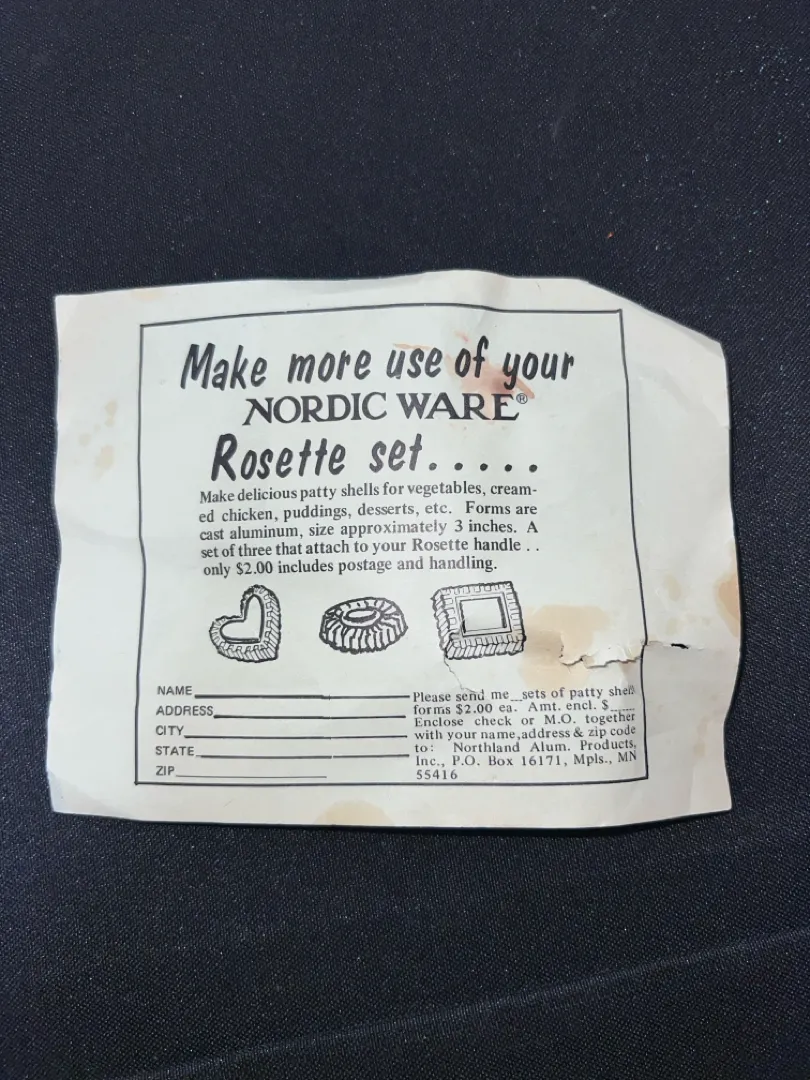 Make more use of your
NORDIC WARE®
Rosette set.....
Make delicious patty shells for vegetables, cream-
ed chicken, puddings, desserts, etc. Forms are
cast aluminum, size approximately 3 inches. A
set of three that attach to your Rosette handle . .
only $2.00 includes postage and handling.
NAME
ADDRESS
CITY
STATE
ZIP
Please send me__sets of patty shell
forms $2.00 ea. Amt. encl. $____
Enclose check or M.O. together
with your name,address & zip code
to: Northland Alum. Products,
Inc., P.O. Box 16171, Mpls., MN
55416